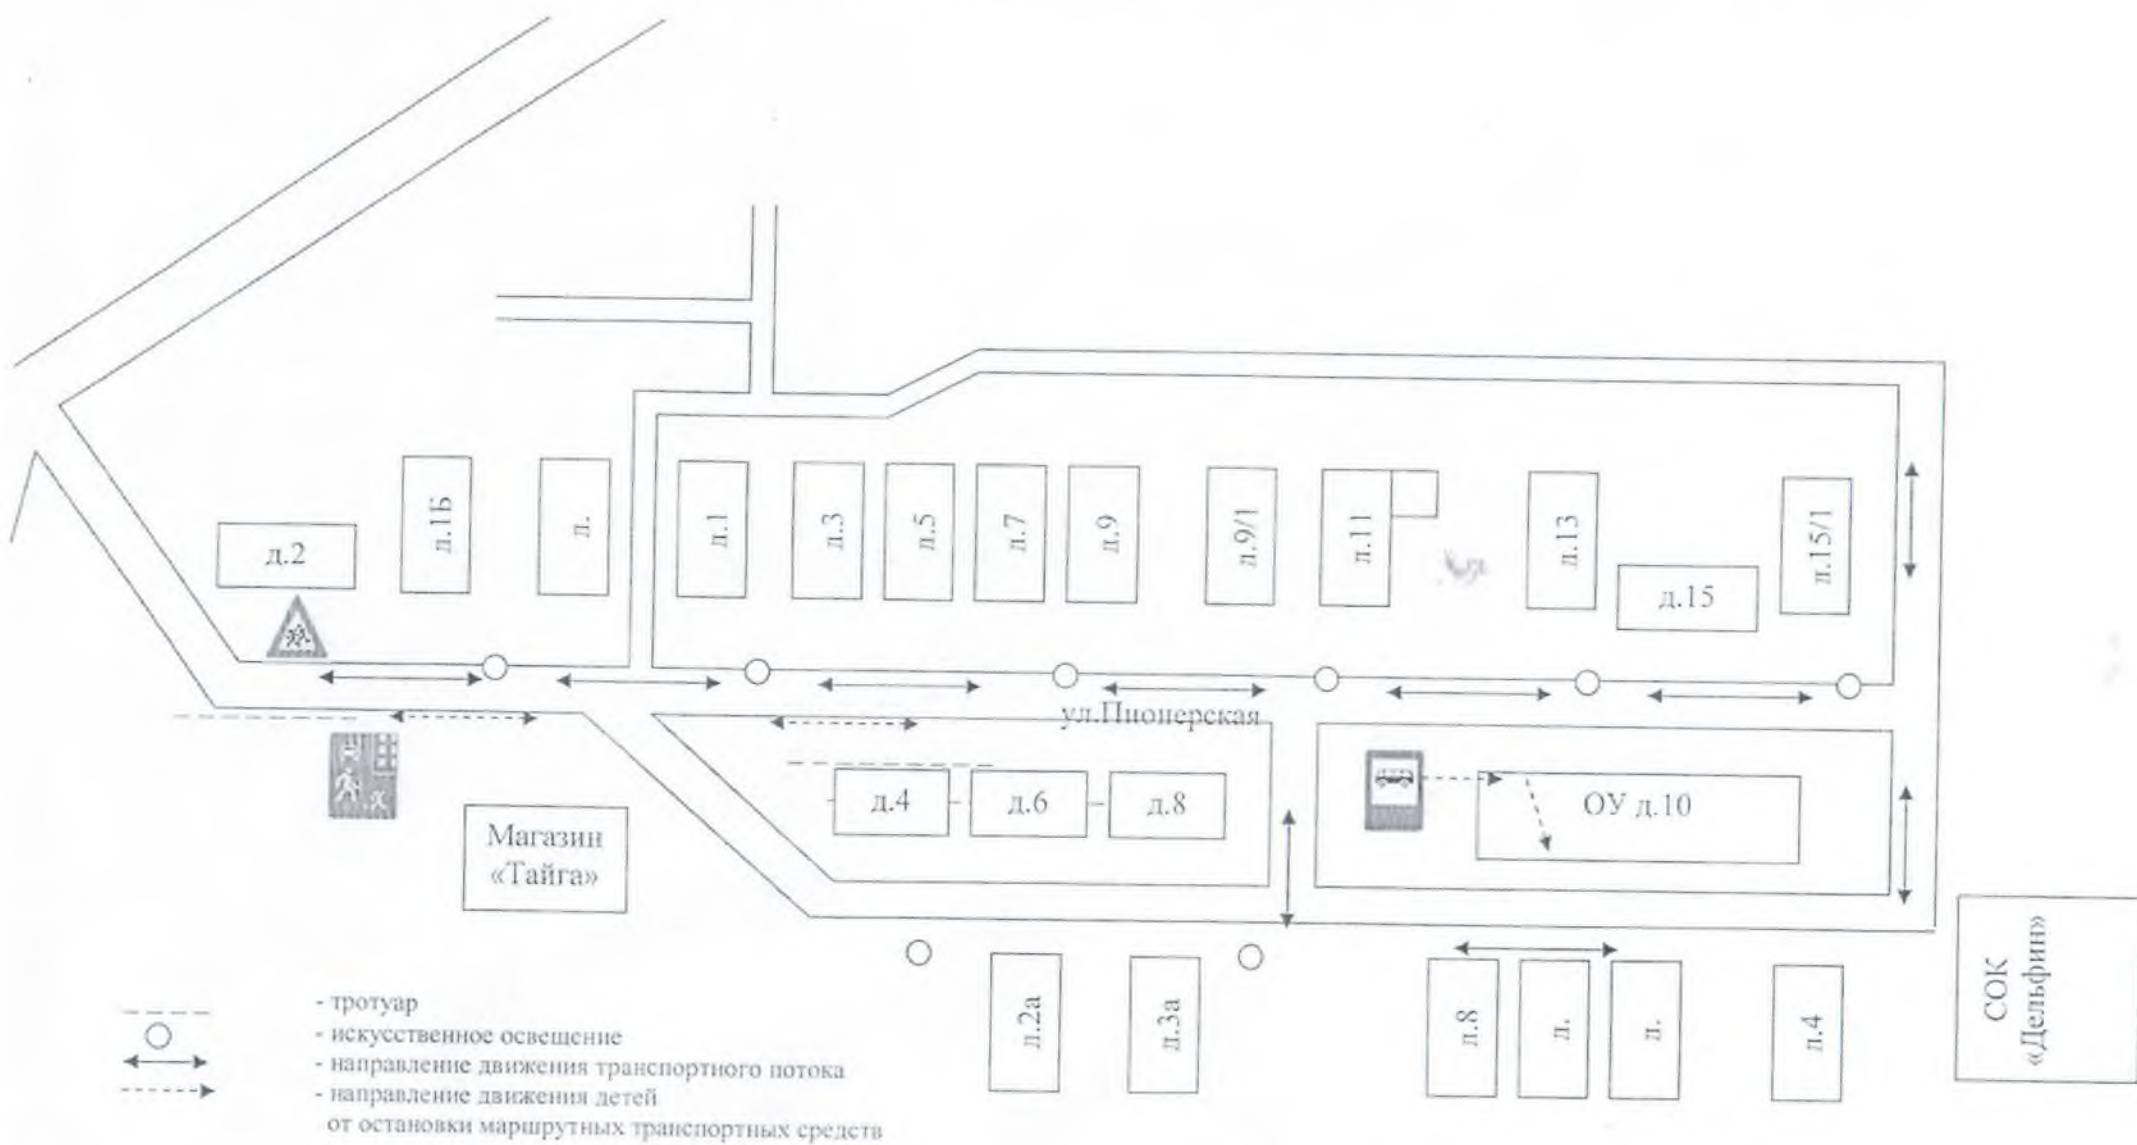 д.2
д.1Б
д.
д.1
д.3
д.5
д.7
д.9
д.9/1
д.11
д.13
д.15
д.15/1
ул.Пионерская
д.4
д.6
д.8
ОУ д.10
Магазин
«Тайга»
д.2а
д.3а
д.8
д.
д.
д.4
СОК
«Дельфин»
- тротуар
- искусственное освещение
- направление движения транспортного потока
- направление движения детей
от остановки маршрутных транспортных средств